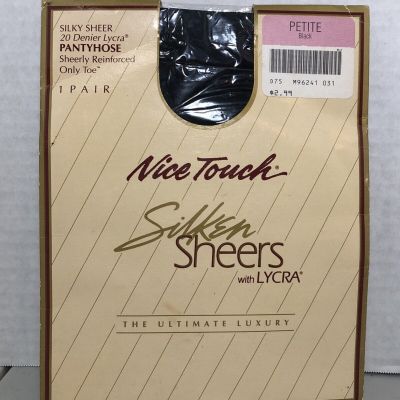 SILKY SHEER
20 Denier Lycra®
PANTYHOSE
Sheerly Reinforced
Only Toe™
1 PAIR
PETITE
Black
075 M96241 031
$2.99
Nice Touch®
Silken
Sheers
with LYCRA®
THE ULTIMATE LUXURY